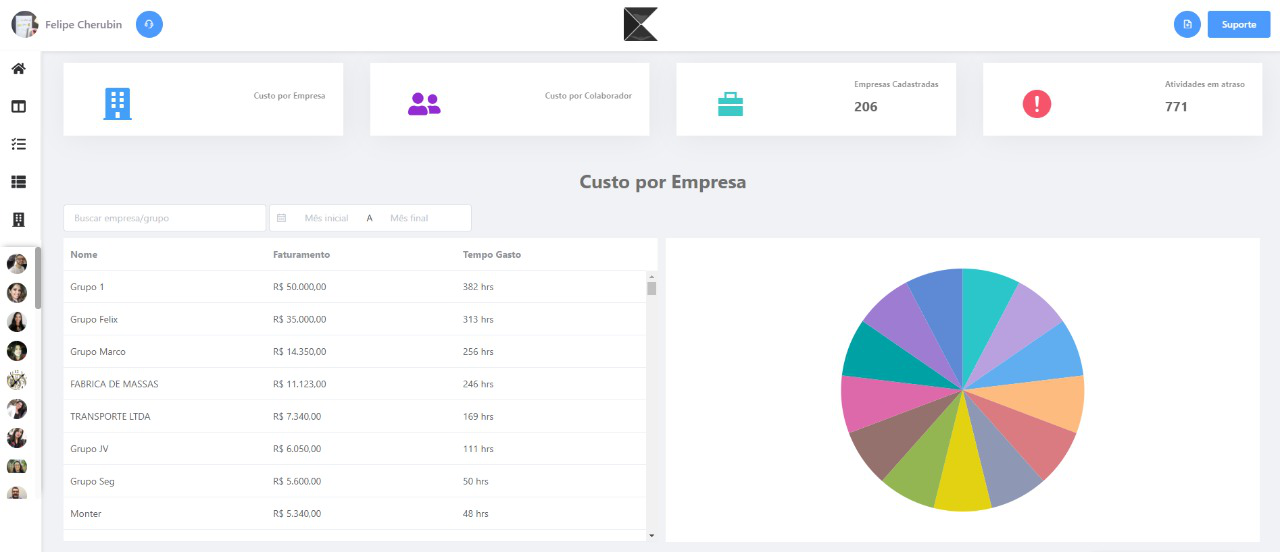 Felipe Cherubin
Suporte
Custo por Empresa
Custo por Colaborador
Empresas Cadastradas
206
Atividades em atraso
771
Custo por Empresa
Buscar empresa/grupo
Mês inicial A Mês final
Nome Faturamento Tempo Gasto
Grupo 1 R$ 50.000,00 382 hrs
Grupo Felix R$ 35.000,00 313 hrs
Grupo Marco R$ 14.350,00 256 hrs
FABRICA DE MASSAS R$ 11.123,00 246 hrs
TRANSPORTE LTDA R$ 7.340,00 169 hrs
Grupo JV R$ 6.050,00 111 hrs
Grupo Seg R$ 5.600,00 50 hrs
Monter R$ 5.340,00 48 hrs